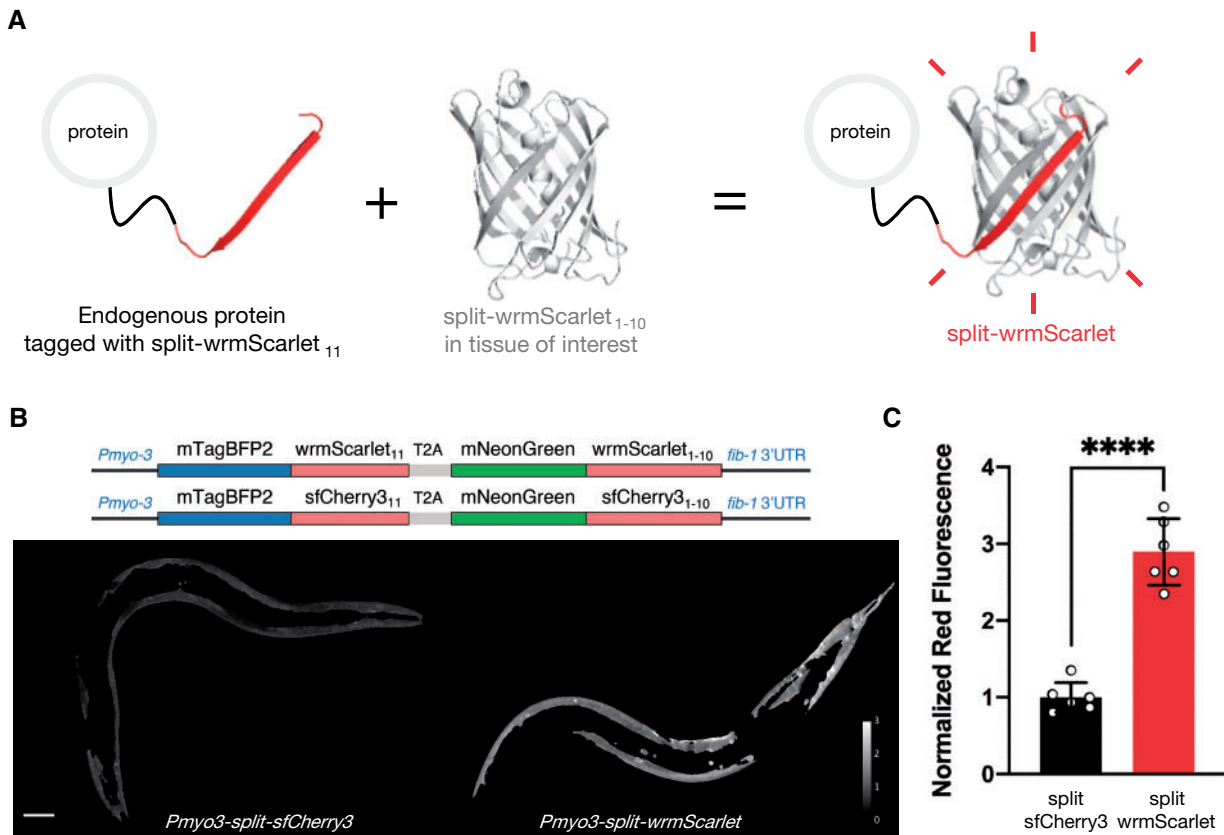 A
protein
+
=
protein
Endogenous protein
tagged with split-wrmScarlet₁₁
split-wrmScarlet₁₋₁₀
in tissue of interest
split-wrmScarlet
B
Pmyo-3 mTagBFP2 wrmScarlet₁₁ T2A mNeonGreen wrmScarlet₁₋₁₀ fib-1 3'UTR
Pmyo-3 mTagBFP2 sfCherry3₁₁ T2A mNeonGreen sfCherry3₁₋₁₀ fib-1 3'UTR
3
2
1
0
Pmyo3-split-sfCherry3
Pmyo3-split-wrmScarlet
C
****
Normalized Red Fluorescence
4
3
2
1
0
split
sfCherry3
split
wrmScarlet